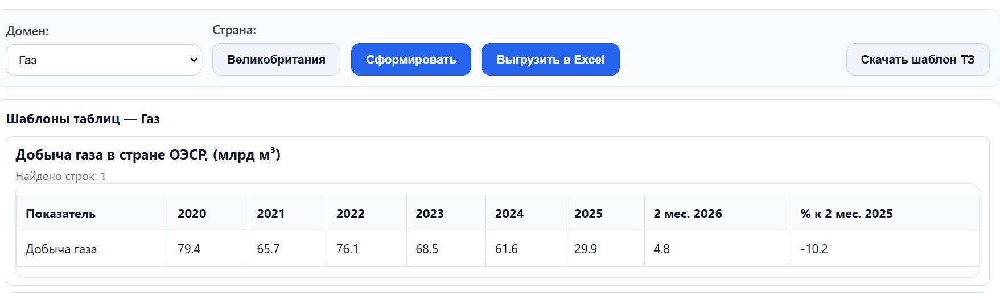 Домен:
Страна:
Газ
Великобритания
Сформировать
Выгрузить в Excel
Скачать шаблон ТЗ
Шаблоны таблиц — Газ
Добыча газа в стране ОЭСР, (млрд м³)
Найдено строк: 1
Показатель 2020 2021 2022 2023 2024 2025 2 мес. 2026 % к 2 мес. 2025
Добыча газа 79.4 65.7 76.1 68.5 61.6 29.9 4.8 -10.2